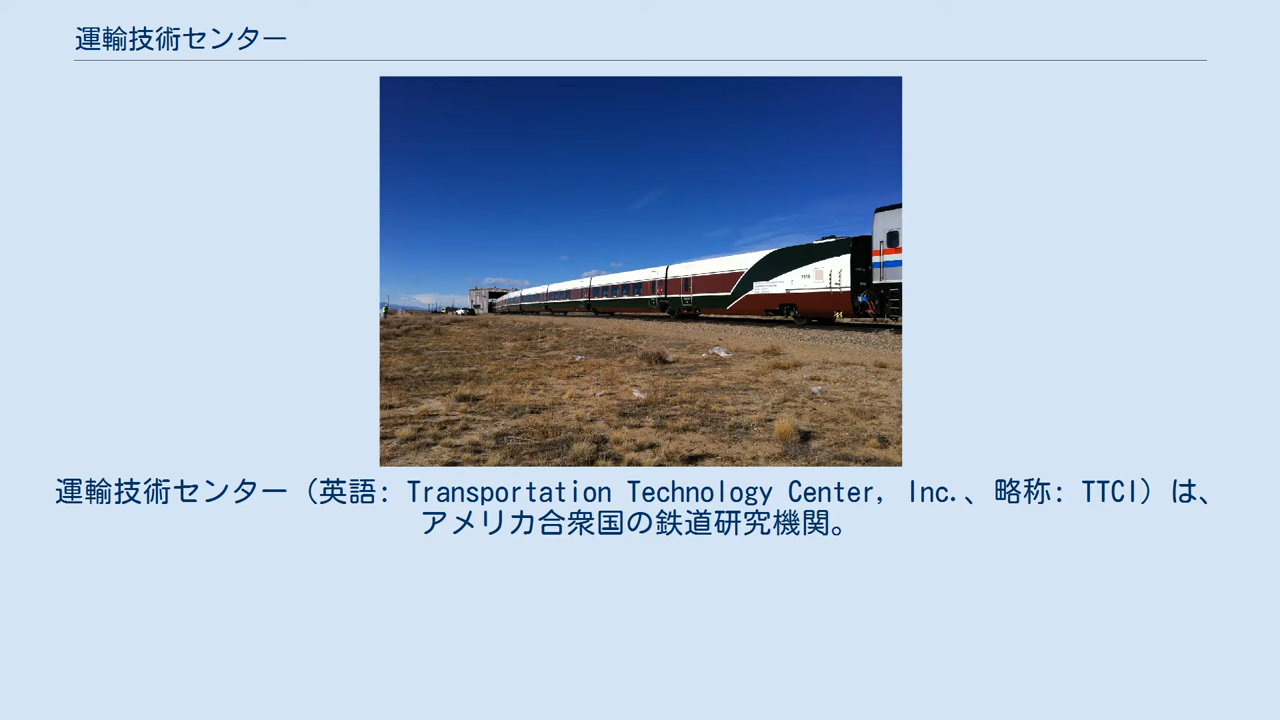 運輸技術センター
運輸技術センター（英語: Transportation Technology Center, Inc.、略称: TTCI）は、
アメリカ合衆国の鉄道研究機関。